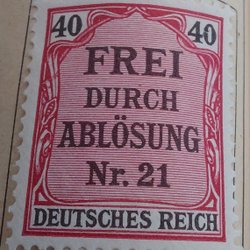 40 40
FREI
DURCH
ABLÖSUNG
Nr. 21
DEUTSCHES REICH